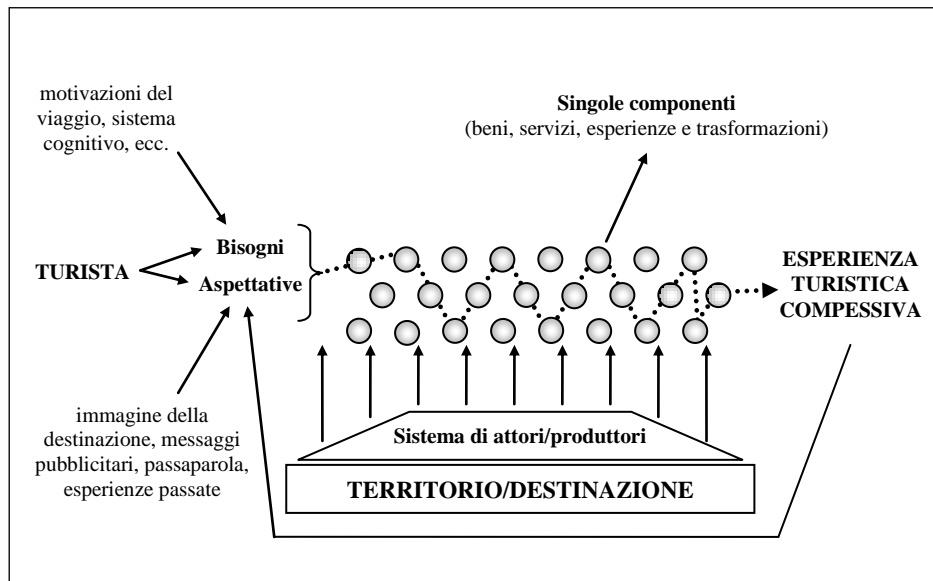 motivazioni del
viaggio, sistema
cognitivo, ecc.
Singole componenti
(beni, servizi, esperienze e trasformazioni)
TURISTA
Bisogni
Aspettative
ESPERIENZA
TURISTICA
COMPESSIVA
immagine della
destinazione, messaggi
pubblicitari, passaparola,
esperienze passate
Sistema di attori/produttori
TERRITORIO/DESTINAZIONE